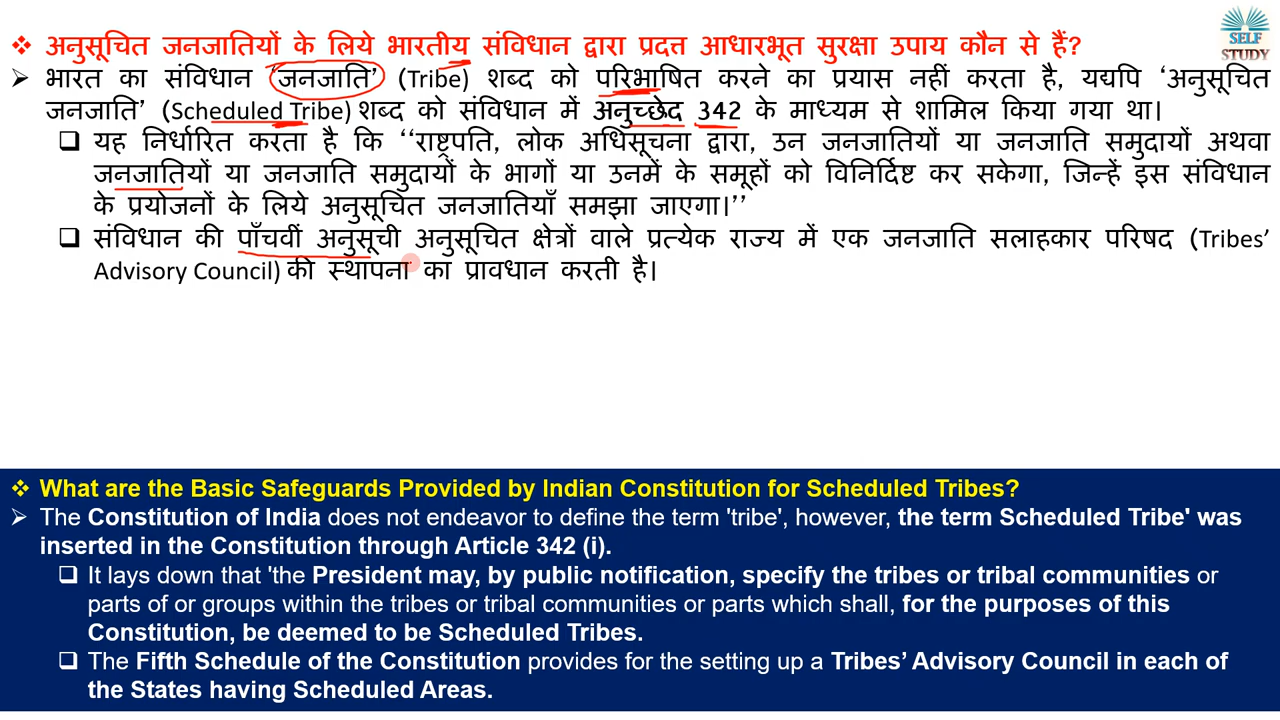 ❖ अनुसूचित जनजातियों के लिये भारतीय संविधान द्वारा प्रदत्त आधारभूत सुरक्षा उपाय कौन से हैं?
SELF
STUDY
➢ भारत का संविधान 'जनजाति' (Tribe) शब्द को परिभाषित करने का प्रयास नहीं करता है, यद्यपि 'अनुसूचित
जनजाति' (Scheduled Tribe) शब्द को संविधान में अनुच्छेद 342 के माध्यम से शामिल किया गया था।
❑ यह निर्धारित करता है कि ''राष्ट्रपति, लोक अधिसूचना द्वारा, उन जनजातियों या जनजाति समुदायों अथवा
जनजातियों या जनजाति समुदायों के भागों या उनमें के समूहों को विनिर्दिष्ट कर सकेगा, जिन्हें इस संविधान
के प्रयोजनों के लिये अनुसूचित जनजातियाँ समझा जाएगा।''
❑ संविधान की पाँचवीं अनुसूची अनुसूचित क्षेत्रों वाले प्रत्येक राज्य में एक जनजाति सलाहकार परिषद (Tribes'
Advisory Council) की स्थापना का प्रावधान करती है।
❖ What are the Basic Safeguards Provided by Indian Constitution for Scheduled Tribes?
➢ The Constitution of India does not endeavor to define the term 'tribe', however, the term Scheduled Tribe' was
inserted in the Constitution through Article 342 (i).
❑ It lays down that 'the President may, by public notification, specify the tribes or tribal communities or
parts of or groups within the tribes or tribal communities or parts which shall, for the purposes of this
Constitution, be deemed to be Scheduled Tribes.
❑ The Fifth Schedule of the Constitution provides for the setting up a Tribes' Advisory Council in each of
the States having Scheduled Areas.